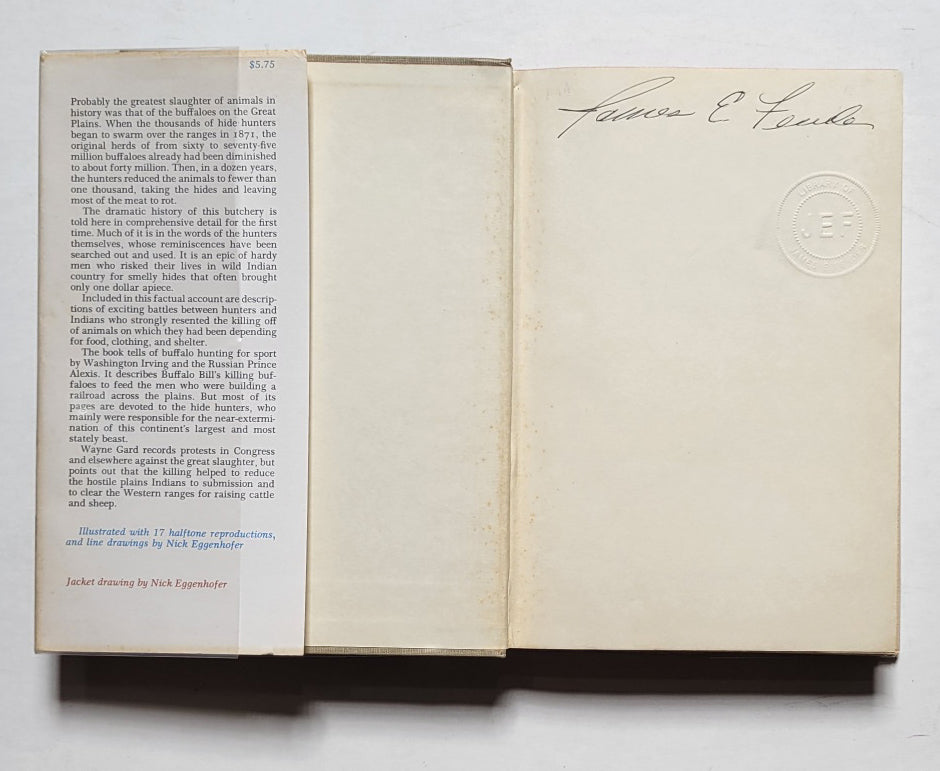 $5.75
Probably the greatest slaughter of animals in
history was that of the buffaloes on the Great
Plains. When the thousands of hide hunters
began to swarm over the ranges in 1871, the
original herds of from sixty to seventy-five
million buffaloes already had been diminished
to about forty million. Then, in a dozen years,
the hunters reduced the animals to fewer than
one thousand, taking the hides and leaving
most of the meat to rot.
The dramatic history of this butchery is
told here in comprehensive detail for the first
time. Much of it is in the words of the hunters
themselves, whose reminiscences have been
searched out and used. It is an epic of hardy
men who risked their lives in wild Indian
country for smelly hides that often brought
only one dollar apiece.
Included in this factual account are descrip-
tions of exciting battles between hunters and
Indians who strongly resented the killing off
of animals on which they had been depending
for food, clothing, and shelter.
The book tells of buffalo hunting for sport
by Washington Irving and the Russian Prince
Alexis. It describes Buffalo Bill's killing buf-
faloes to feed the men who were building a
railroad across the plains. But most of its
pages are devoted to the hide hunters, who
mainly were responsible for the near-extermi-
nation of this continent's largest and most
stately beast.
Wayne Gard records protests in Congress
and elsewhere against the great slaughter, but
points out that the killing helped to reduce
the hostile plains Indians to submission and
to clear the Western ranges for raising cattle
and sheep.
Illustrated with 17 halftone reproductions,
and line drawings by Nick Eggenhofer
Jacket drawing by Nick Eggenhofer
James E
LIBRARY OF
JEF